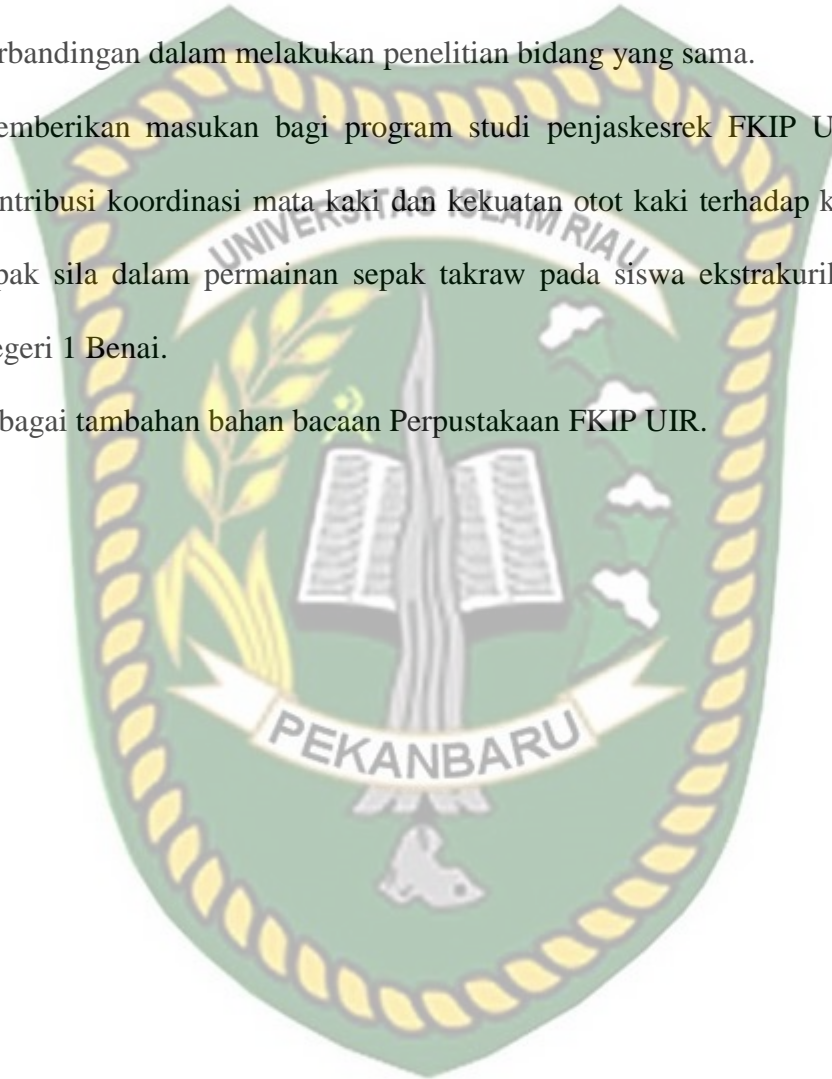 rbandingan dalam melakukan penelitian bidang yang sama.
emberikan masukan bagi program studi penjaskesrek FKIP U
ntribusi koordinasi mata kaki dan kekuatan otot kaki terhadap k
UNIVERSITAS ISLAM RIAU
pak sila dalam permainan sepak takraw pada siswa ekstrakuril
egeri 1 Benai.
bagai tambahan bahan bacaan Perpustakaan FKIP UIR.
PEKANBARU